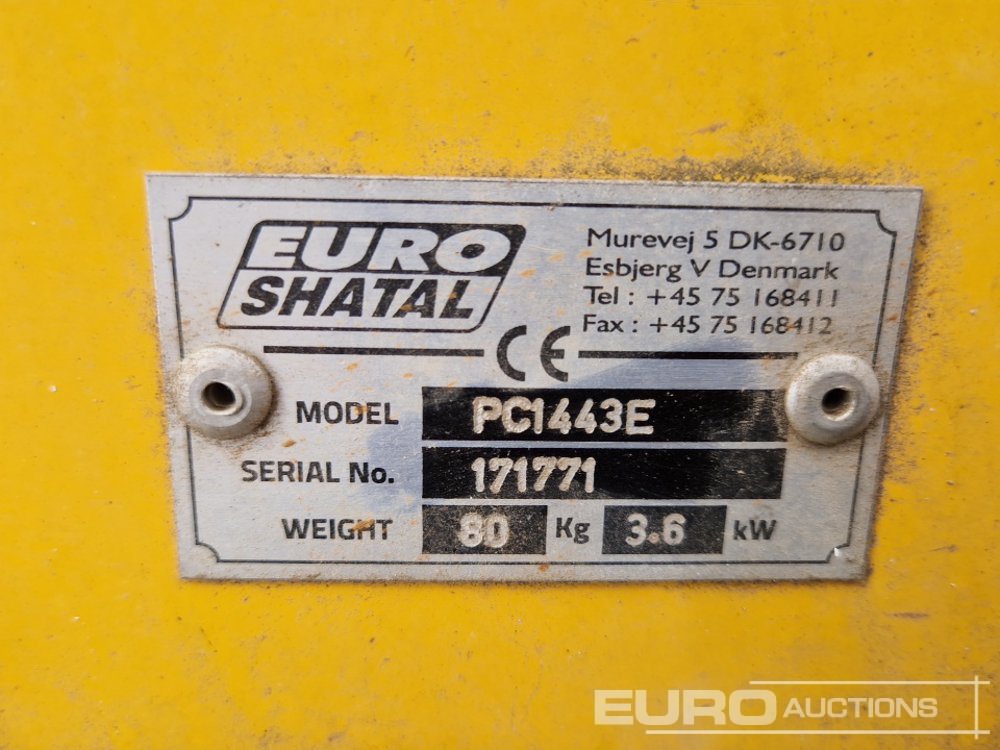 EURO
SHATAL
Murevej 5 DK-6710
Esbjerg V Denmark
Tel : +45 75 168411
Fax : +45 75 168412
CE
MODEL PC1443E
SERIAL No. 171771
WEIGHT 80 Kg 3.6 kW
EURO AUCTIONS